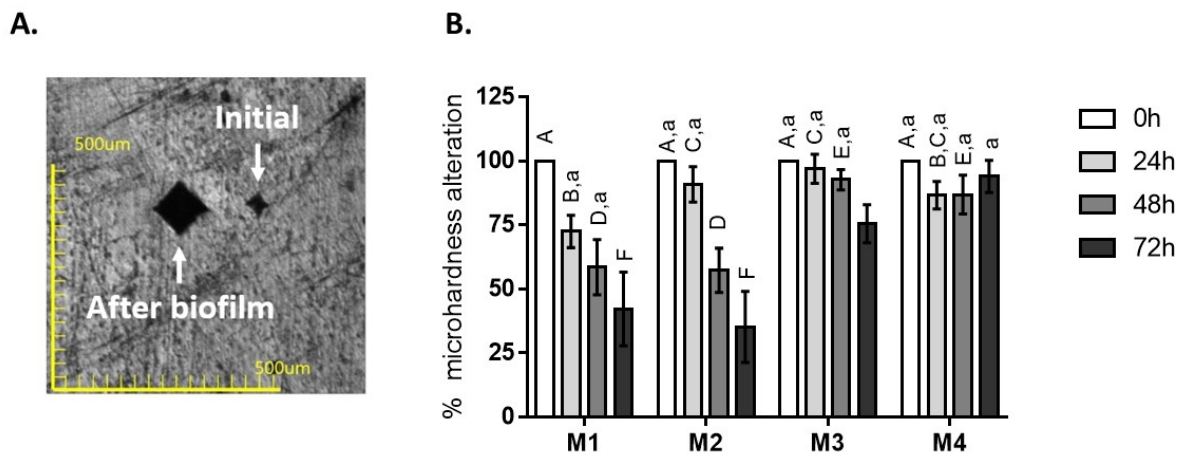 A.
B.
Initial
500um
After biofilm
500um
% microhardness alteration
125
100
75
50
25
0
A
B,a
D,a
F
A,a
C,a
D
F
A,a
C,a
E,a
A,a
B,C,a
E,a
a
M1
M2
M3
M4
0h
24h
48h
72h